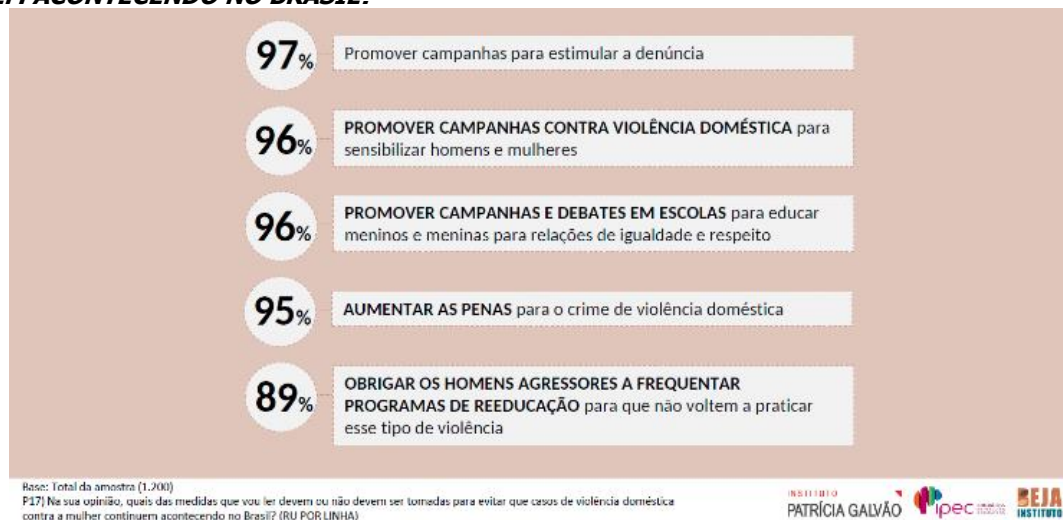 ACONTECENDO NO BRASIL?
97%
Promover campanhas para estimular a denúncia
96%
PROMOVER CAMPANHAS CONTRA VIOLÊNCIA DOMÉSTICA para
sensibilizar homens e mulheres
96%
PROMOVER CAMPANHAS E DEBATES EM ESCOLAS para educar
meninos e meninas para relações de igualdade e respeito
95%
AUMENTAR AS PENAS para o crime de violência doméstica
89%
OBRIGAR OS HOMENS AGRESSORES A FREQUENTAR
PROGRAMAS DE REEDUCAÇÃO para que não voltem a praticar
esse tipo de violência
Base: Total da amostra (1.200)
P17) Na sua opinião, quais das medidas que vou ler devem ou não devem ser tomadas para evitar que casos de violência doméstica
contra a mulher continuem acontecendo no Brasil? (RU POR LINHA)
INSTITUTO
PATRÍCIA GALVÃO
ipec
BEJA
INSTITUTO